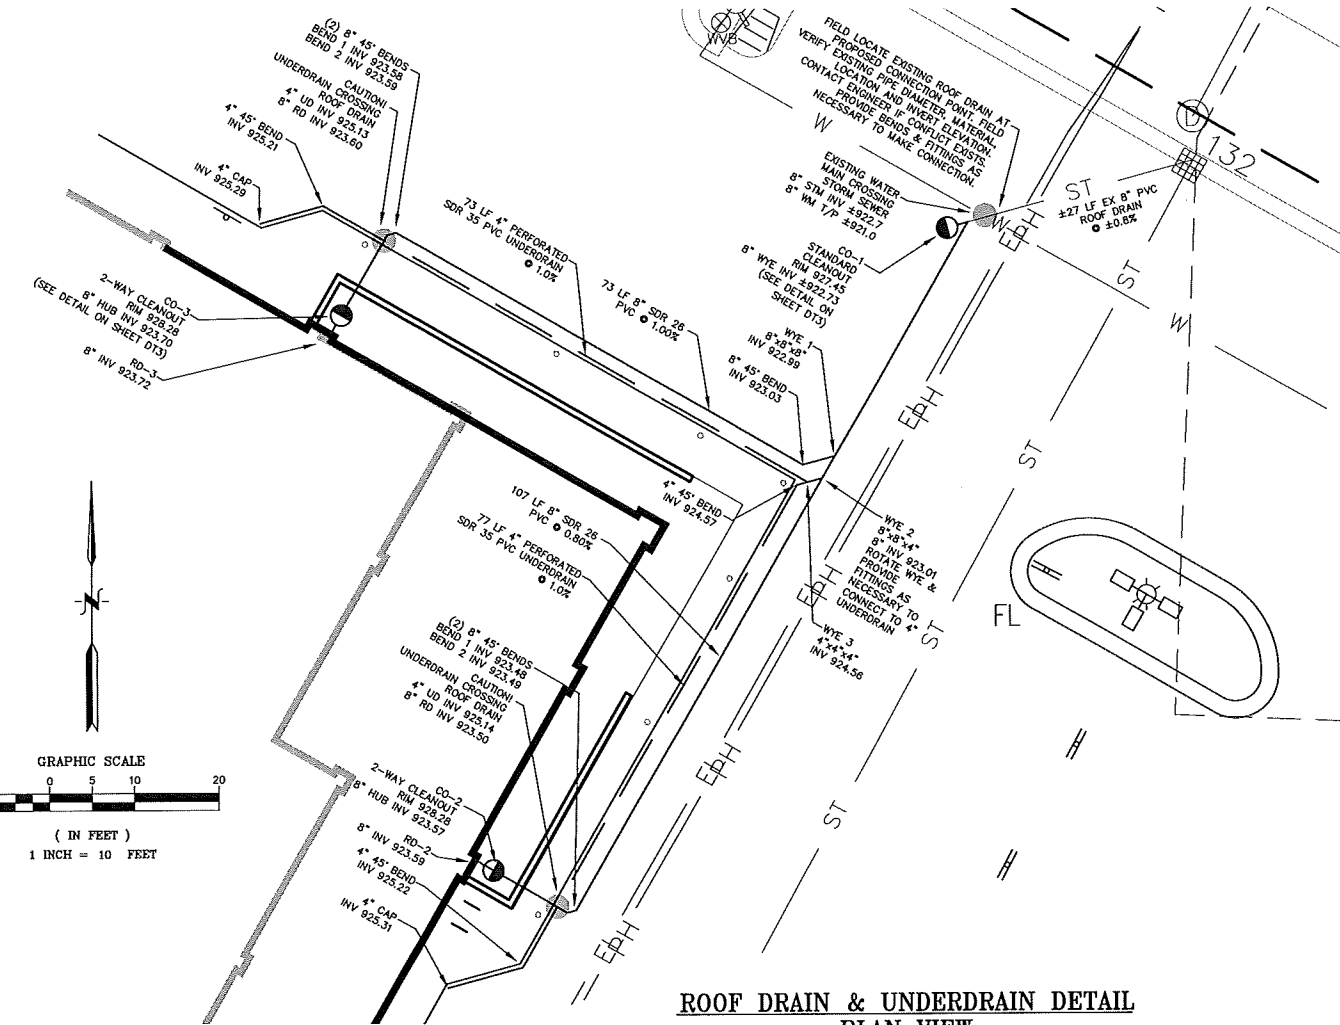 (2) 8" 45° BENDS
BEND 1 INV 923.58
BEND 2 INV 923.59
CAUTION!
UNDERDRAIN CROSSING
ROOF DRAIN
4" UD INV 925.13
8" RD INV 923.60
4" 45° BEND
INV 925.21
4" CAP
INV 925.29
73 LF 4" PERFORATED
SDR 35 PVC UNDERDRAIN
@ 1.0%
73 LF 8" SDR 26
PVC @ 1.00%
WVB
FIELD LOCATE EXISTING ROOF DRAIN AT
PROPOSED CONNECTION POINT. FIELD
VERIFY EXISTING PIPE DIAMETER, MATERIAL,
LOCATION AND INVERT ELEVATION.
CONTACT ENGINEER IF CONFLICT EXISTS.
PROVIDE BENDS & FITTINGS AS
NECESSARY TO MAKE CONNECTION.
W
D
132
EXISTING WATER
MAIN CROSSING
STORM SEWER
8" STM INV ±922.7
8" WM T/P ±921.0
ST
±27 LF EX 8" PVC
ROOF DRAIN
@ ±0.8%
W
CO-1
STANDARD
CLEANOUT
RIM 927.45
8" WYE INV ±922.73
(SEE DETAIL ON
SHEET DT3)
ST
W
WYE 1
8"x8"x8"
INV 922.99
8" 45° BEND
INV 923.03
CO-3
2-WAY CLEANOUT
RIM 928.28
8" HUB INV 923.70
(SEE DETAIL ON SHEET DT3)
RD-3
8" INV 923.72
4" 45° BEND
INV 924.57
ST
107 LF 8" SDR 26
PVC @ 0.80%
77 LF 4" PERFORATED
SDR 35 PVC UNDERDRAIN
@ 1.0%
WYE 2
8"x8"x4"
8" INV 923.01
ROTATE WYE &
PROVIDE
FITTINGS AS
NECESSARY TO
CONNECT TO 4"
UNDERDRAIN
WYE 3
4"x4"x4"
INV 924.56
FL
ST
(2) 8" 45° BENDS
BEND 1 INV 923.48
BEND 2 INV 923.49
CAUTION!
UNDERDRAIN CROSSING
ROOF DRAIN
4" UD INV 925.14
8" RD INV 923.50
CO-2
2-WAY CLEANOUT
RIM 928.28
8" HUB INV 923.57
RD-2
8" INV 923.59
4" 45° BEND
INV 925.22
4" CAP
INV 925.31
ST
N
GRAPHIC SCALE
0 5 10 20
( IN FEET )
1 INCH = 10 FEET
ROOF DRAIN & UNDERDRAIN DETAIL
PLAN VIEW